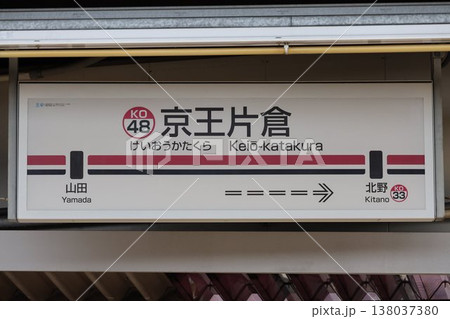 KO
48
京王片倉
けいおうかたくら Keiō-katakura
山田
Yamada
北野
Kitano
KO
33
138037380